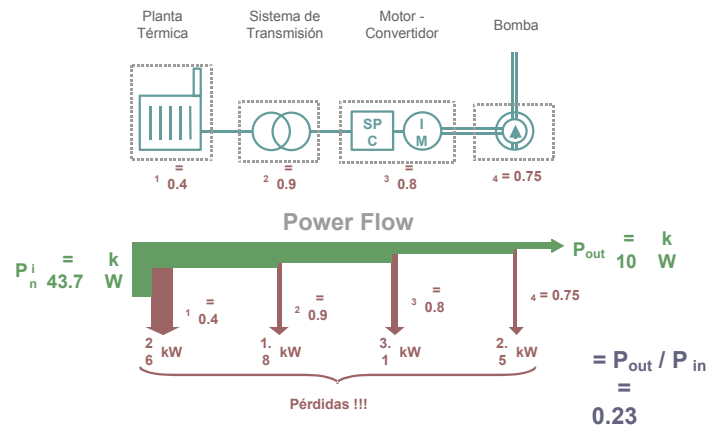 Planta
Térmica
Sistema de
Transmisión
Motor -
Convertidor
Bomba
SP
C
I
M
1 =
0.4
2 =
0.9
3 =
0.8
4 = 0.75
Power Flow
P in = 43.7 kW
Pout = 10 kW
1 =
0.4
2 =
0.9
3 =
0.8
4 = 0.75
26 kW
1.8 kW
3.1 kW
2.5 kW
Pérdidas !!!
= Pout / P in
=
0.23